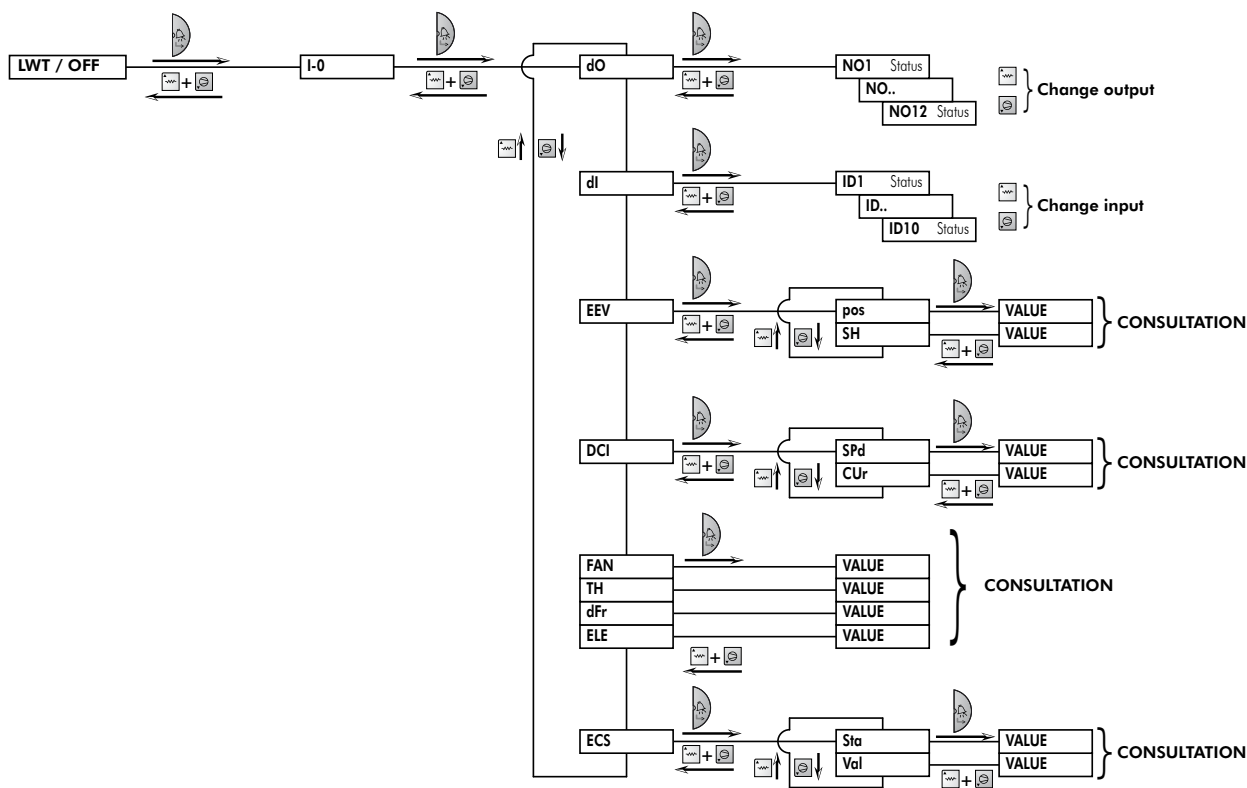 LWT / OFF
I-0
dO
NO1 Status
NO..
NO12 Status
Change output
dI
ID1 Status
ID..
ID10 Status
Change input
EEV
pos
SH
VALUE
VALUE
CONSULTATION
DCI
SPd
CUr
VALUE
VALUE
CONSULTATION
FAN
TH
dFr
ELE
VALUE
VALUE
VALUE
VALUE
CONSULTATION
ECS
Sta
Val
VALUE
VALUE
CONSULTATION